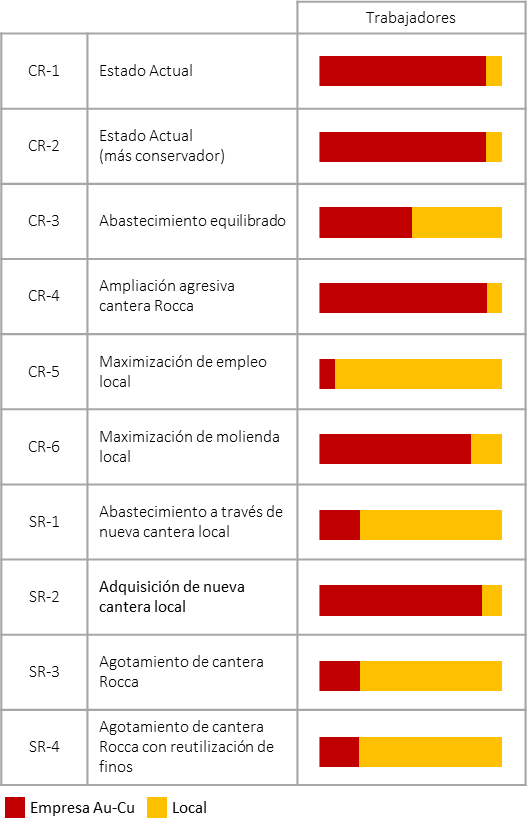 Trabajadores
CR-1 Estado Actual
CR-2 Estado Actual
(más conservador)
CR-3 Abastecimiento equilibrado
CR-4 Ampliación agresiva
cantera Rocca
CR-5 Maximización de empleo
local
CR-6 Maximización de molienda
local
SR-1 Abastecimiento a través de
nueva cantera local
SR-2 Adquisición de nueva
cantera local
SR-3 Agotamiento de cantera
Rocca
SR-4 Agotamiento de cantera
Rocca con reutilización de
finos
Empresa Au-Cu Local